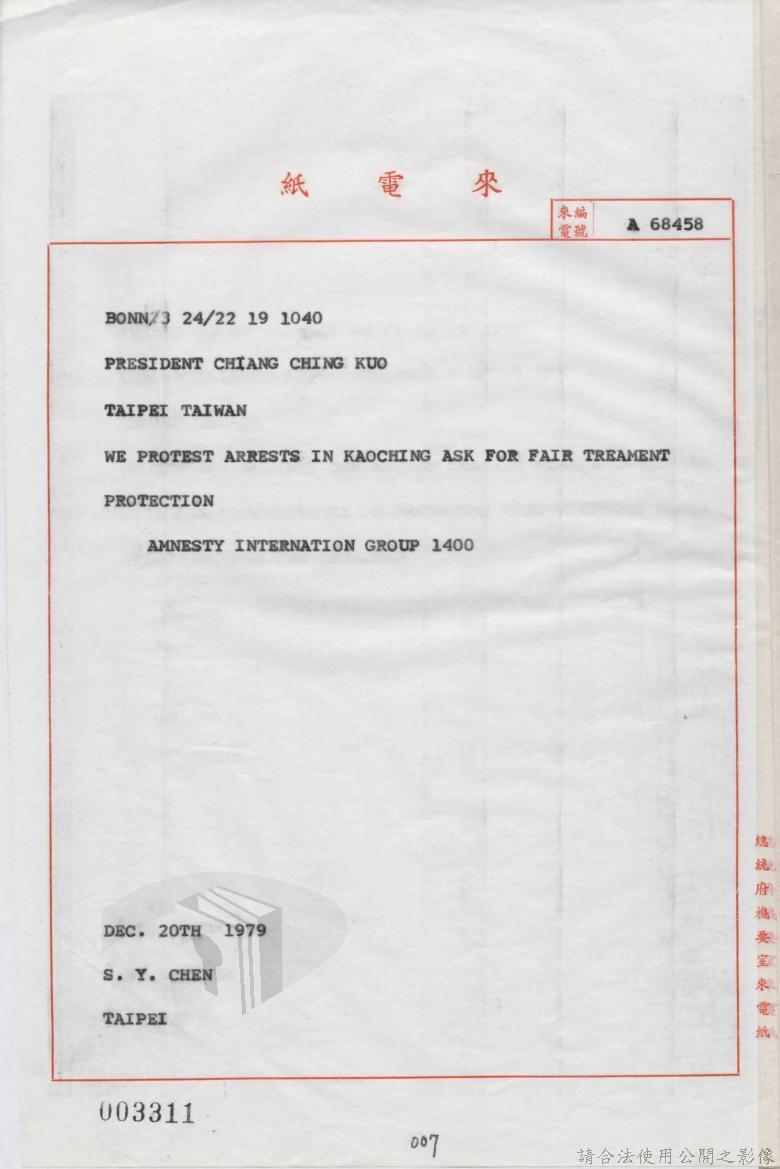 來電紙
來電編號
A 68458
BONN/3 24/22 19 1040
PRESIDENT CHIANG CHING KUO
TAIPEI TAIWAN
WE PROTEST ARRESTS IN KAOCHING ASK FOR FAIR TREAMENT
PROTECTION
AMNESTY INTERNATION GROUP 1400
DEC. 20TH 1979
S. Y. CHEN
TAIPEI
總統府機要室來電紙
003311
007
請合法使用公開之影像